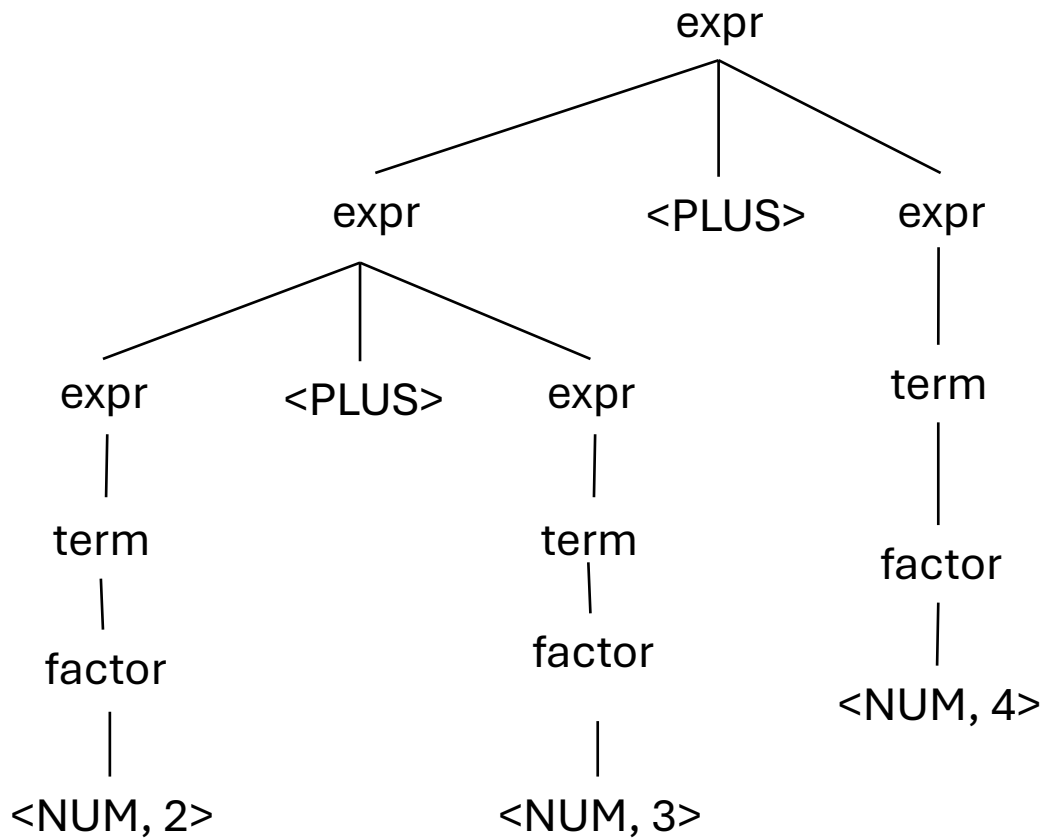 expr
expr <PLUS> expr
expr <PLUS> expr term
term term factor
factor factor <NUM, 4>
<NUM, 2> <NUM, 3>